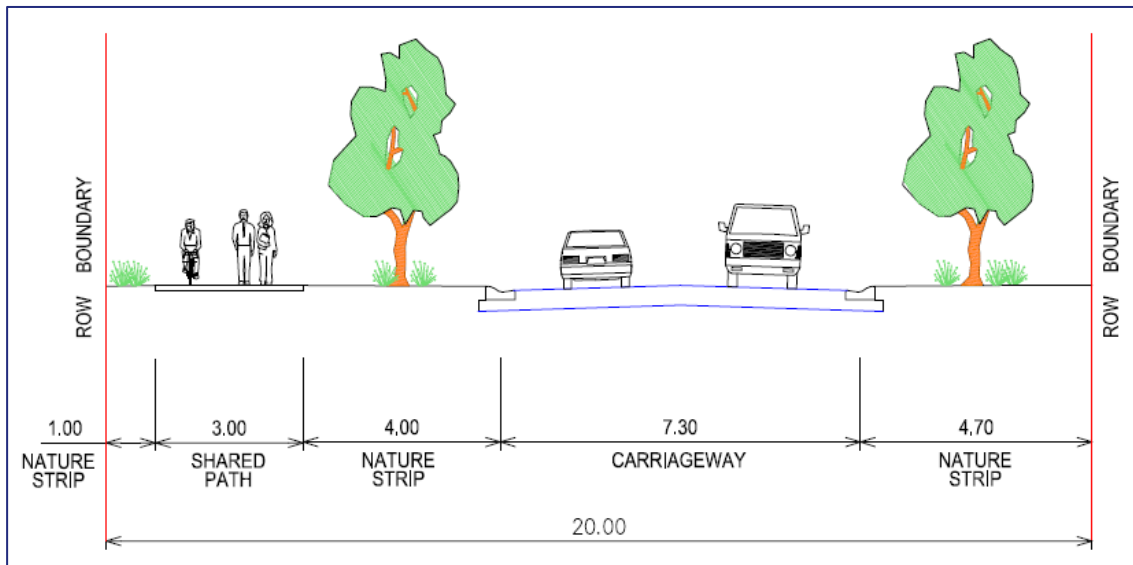 BOUNDARY
ROW
BOUNDARY
ROW
1.00
3.00
4.00
7.30
4.70
NATURE
STRIP
SHARED
PATH
NATURE
STRIP
CARRIAGEWAY
NATURE
STRIP
20.00